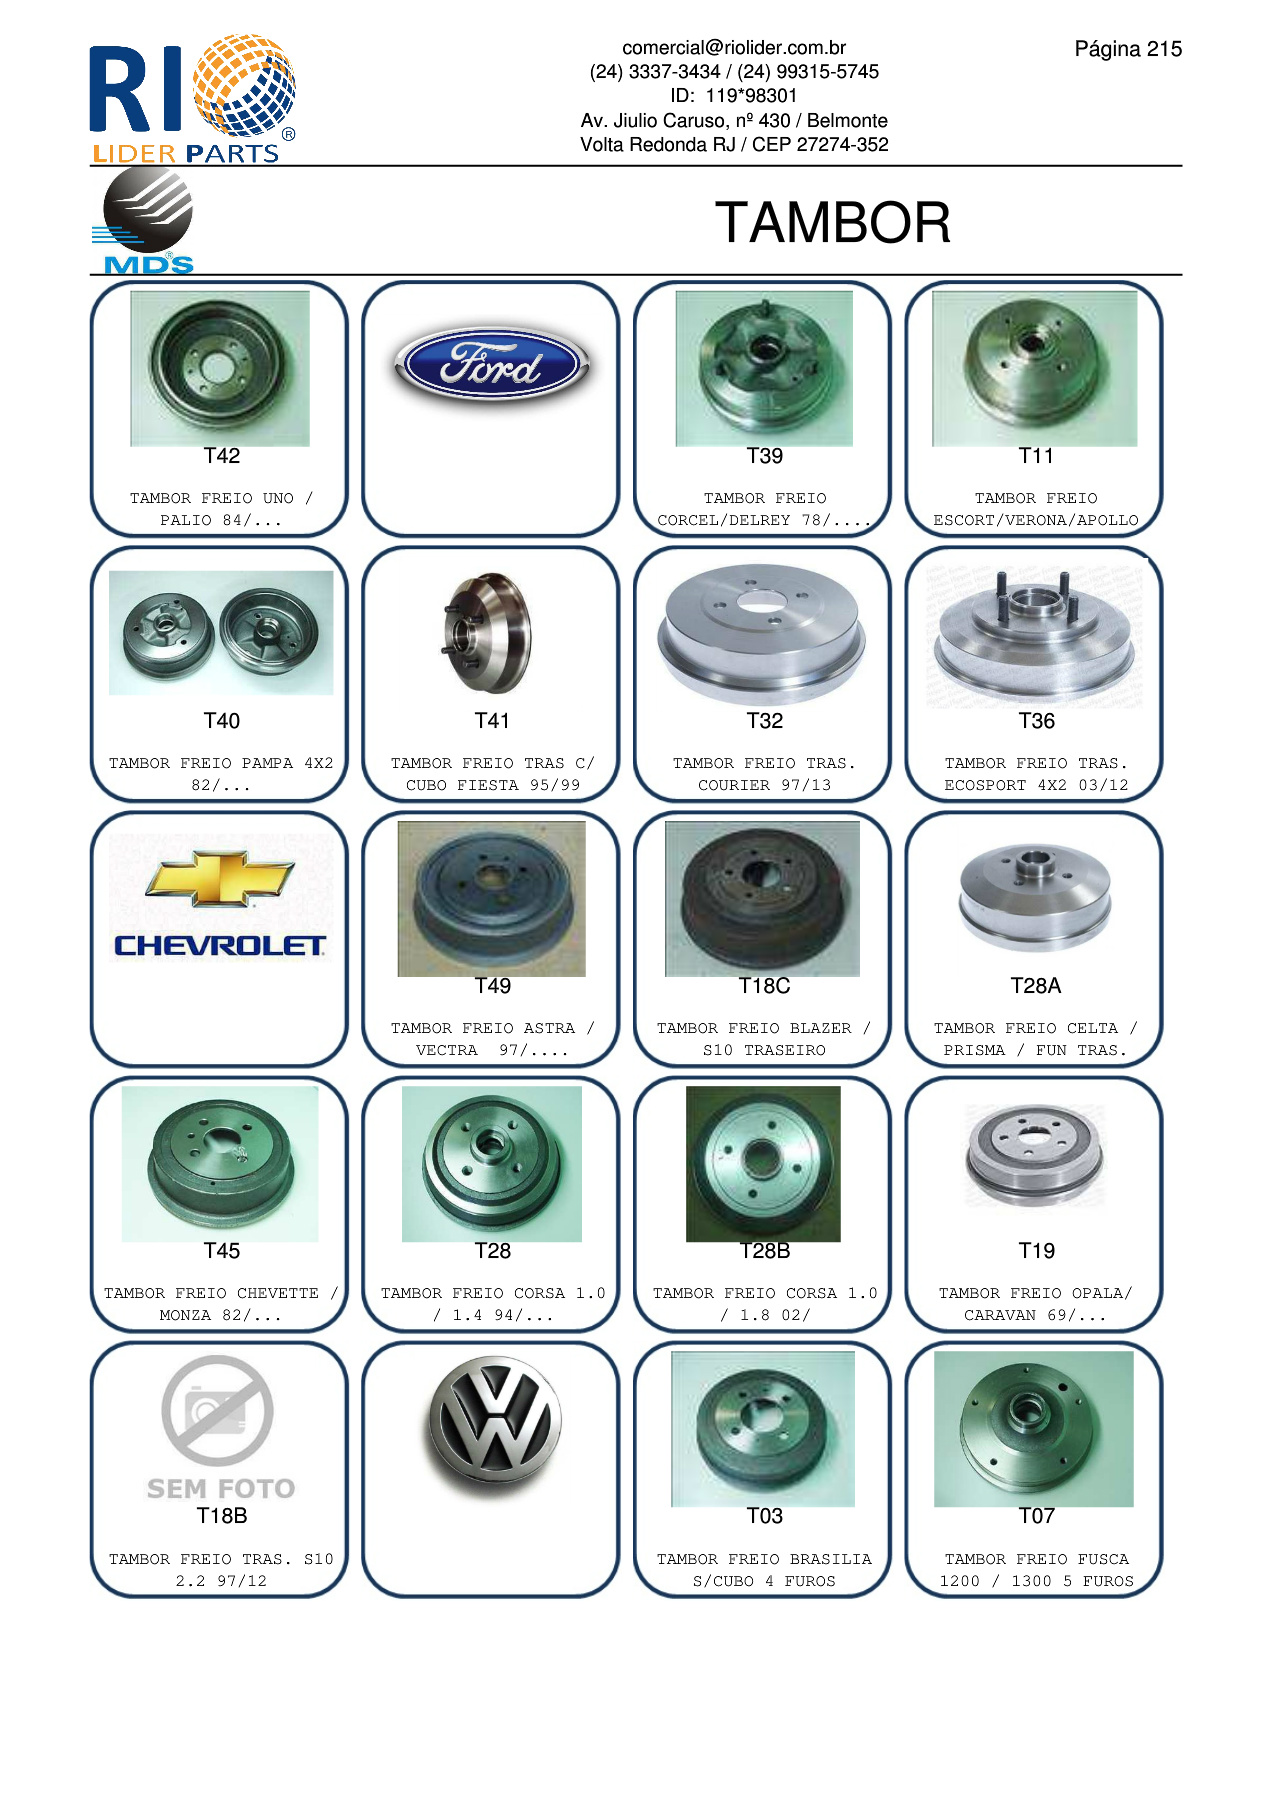 RIO
®
LIDER PARTS
comercial@riolider.com.br
(24) 3337-3434 / (24) 99315-5745
ID: 119*98301
Av. Jiulio Caruso, nº 430 / Belmonte
Volta Redonda RJ / CEP 27274-352
Página 215
MDS®
TAMBOR
T42
TAMBOR FREIO UNO /
PALIO 84/...
Ford
T39
TAMBOR FREIO
CORCEL/DELREY 78/....
T11
TAMBOR FREIO
ESCORT/VERONA/APOLLO
T40
TAMBOR FREIO PAMPA 4X2
82/...
T41
TAMBOR FREIO TRAS C/
CUBO FIESTA 95/99
T32
TAMBOR FREIO TRAS.
COURIER 97/13
T36
TAMBOR FREIO TRAS.
ECOSPORT 4X2 03/12
CHEVROLET
T49
TAMBOR FREIO ASTRA /
VECTRA 97/....
T18C
TAMBOR FREIO BLAZER /
S10 TRASEIRO
T28A
TAMBOR FREIO CELTA /
PRISMA / FUN TRAS.
T45
TAMBOR FREIO CHEVETTE /
MONZA 82/...
T28
TAMBOR FREIO CORSA 1.0
/ 1.4 94/...
T28B
TAMBOR FREIO CORSA 1.0
/ 1.8 02/
T19
TAMBOR FREIO OPALA/
CARAVAN 69/...
SEM FOTO
T18B
TAMBOR FREIO TRAS. S10
2.2 97/12
VW
T03
TAMBOR FREIO BRASILIA
S/CUBO 4 FUROS
T07
TAMBOR FREIO FUSCA
1200 / 1300 5 FUROS